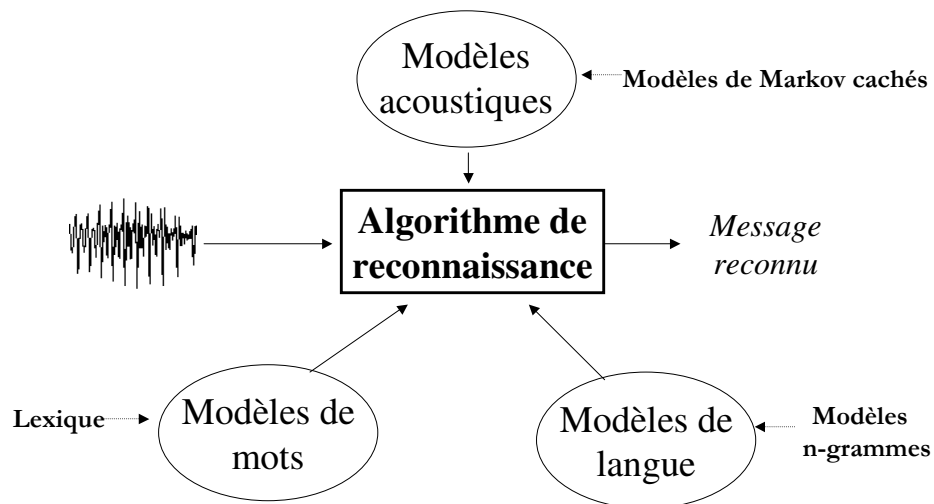 Modèles
acoustiques
Modèles de Markov cachés
Algorithme de
reconnaissance
Message
reconnu
Lexique
Modèles de
mots
Modèles de
langue
Modèles
n-grammes